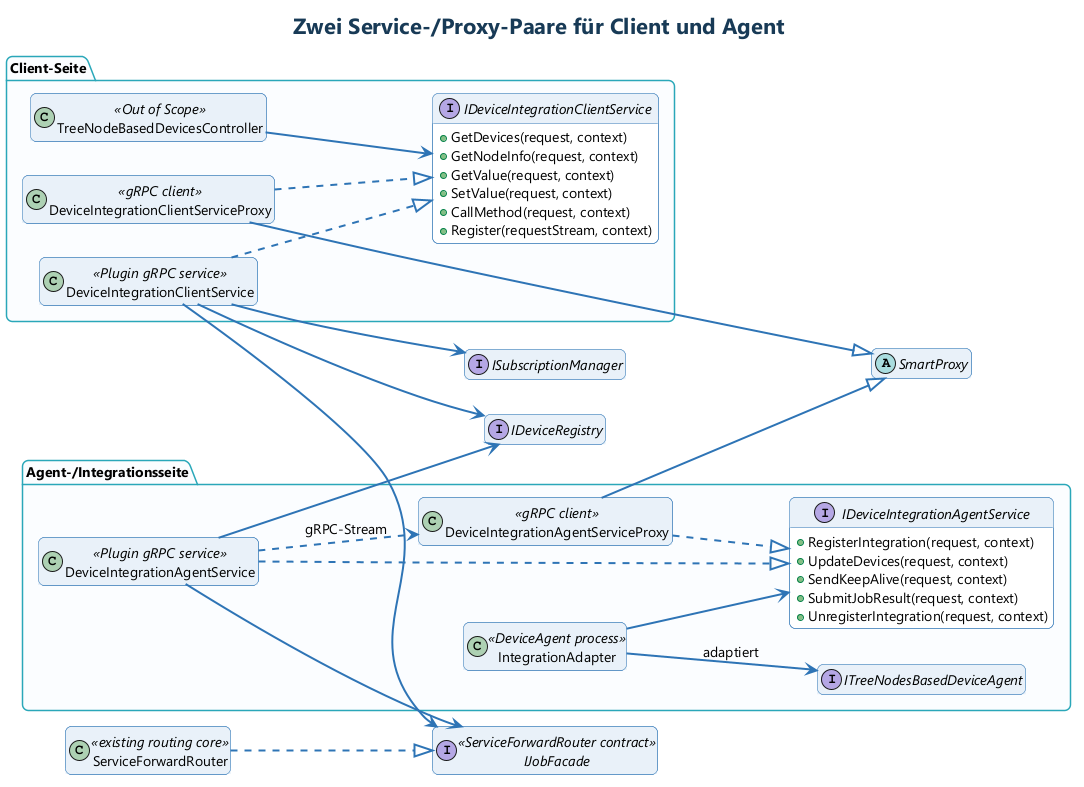 Zwei Service-/Proxy-Paare für Client und Agent
Client-Seite
C
«Out of Scope»
TreeNodeBasedDevicesController
I
IDeviceIntegrationClientService
GetDevices(request, context)
GetNodeInfo(request, context)
GetValue(request, context)
SetValue(request, context)
CallMethod(request, context)
Register(requestStream, context)
C
«gRPC client»
DeviceIntegrationClientServiceProxy
C
«Plugin gRPC service»
DeviceIntegrationClientService
I
ISubscriptionManager
A
SmartProxy
I
IDeviceRegistry
Agent-/Integrationsseite
C
«gRPC client»
DeviceIntegrationAgentServiceProxy
I
IDeviceIntegrationAgentService
RegisterIntegration(request, context)
UpdateDevices(request, context)
SendKeepAlive(request, context)
SubmitJobResult(request, context)
UnregisterIntegration(request, context)
gRPC-Stream
C
«Plugin gRPC service»
DeviceIntegrationAgentService
C
«DeviceAgent process»
IntegrationAdapter
adaptiert
I
ITreeNodesBasedDeviceAgent
C
«existing routing core»
ServiceForwardRouter
I
«ServiceForwardRouter contract»
IJobFacade